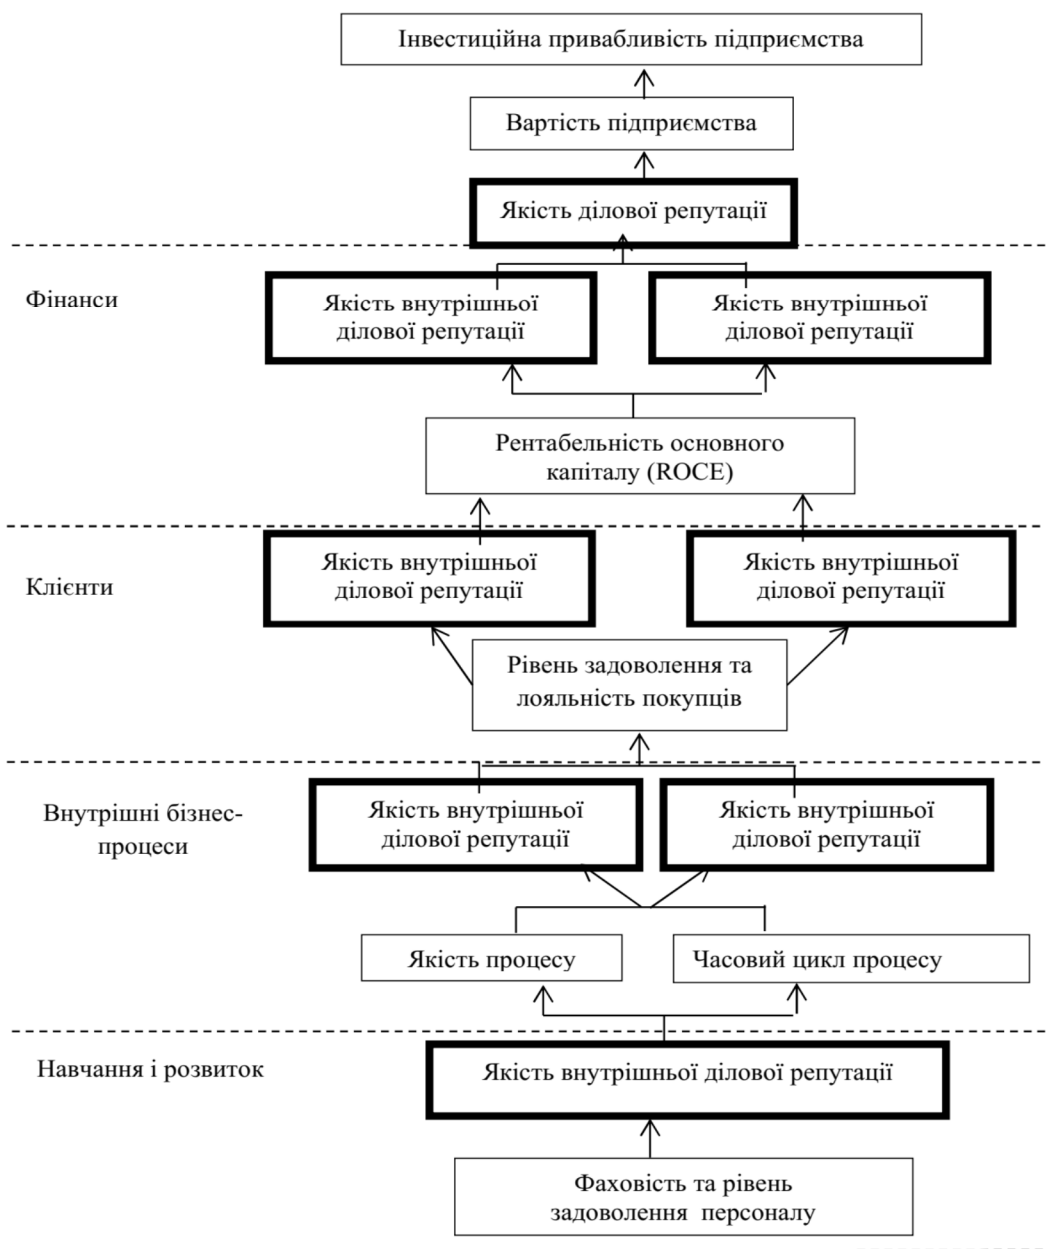 Інвестиційна привабливість підприємства
Вартість підприємства
Якість ділової репутації
Фінанси
Якість внутрішньої
ділової репутації
Якість внутрішньої
ділової репутації
Рентабельність основного
капіталу (ROCE)
Клієнти
Якість внутрішньої
ділової репутації
Якість внутрішньої
ділової репутації
Рівень задоволення та
лояльність покупців
Внутрішні бізнес-
процеси
Якість внутрішньої
ділової репутації
Якість внутрішньої
ділової репутації
Якість процесу
Часовий цикл процесу
Навчання і розвиток
Якість внутрішньої ділової репутації
Фаховість та рівень
задоволення персоналу